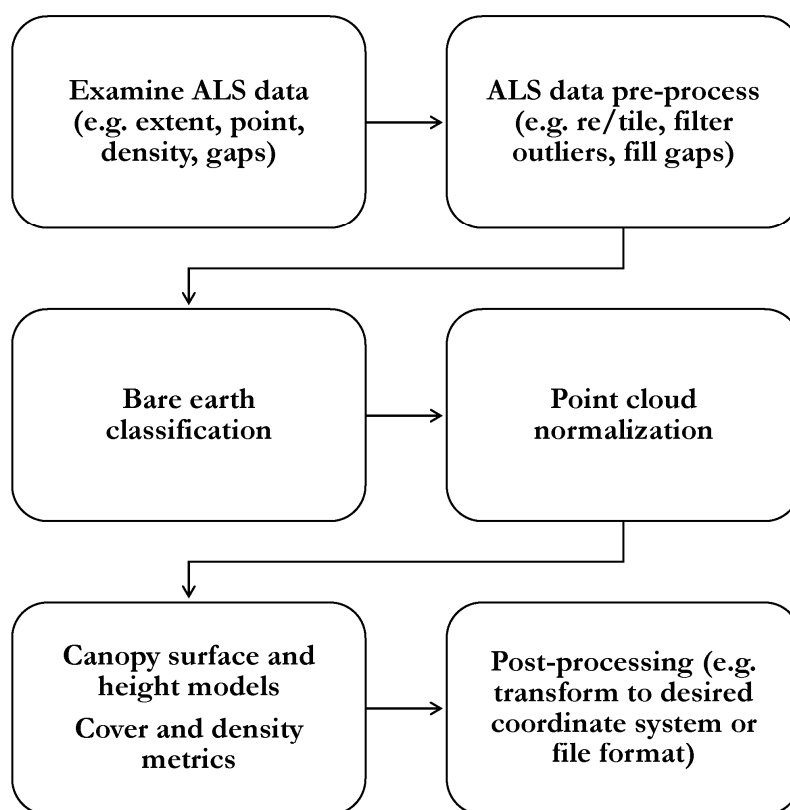 Examine ALS data
(e.g. extent, point,
density, gaps)
ALS data pre-process
(e.g. re/tile, filter
outliers, fill gaps)
Bare earth
classification
Point cloud
normalization
Canopy surface and
height models
Cover and density
metrics
Post-processing (e.g.
transform to desired
coordinate system or
file format)